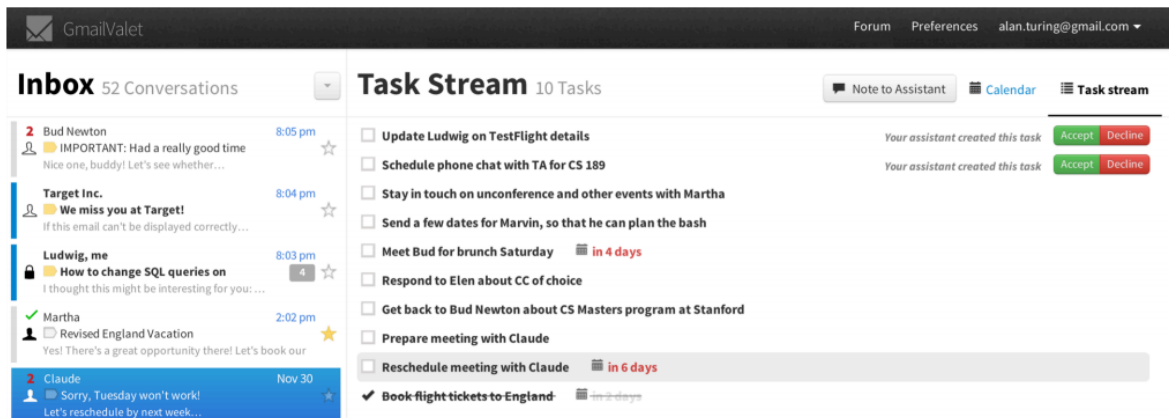 GmailValet
Forum Preferences alan.turing@gmail.com
Inbox 52 Conversations
2 Bud Newton 8:05 pm
IMPORTANT: Had a really good time
Nice one, buddy! Let's see whether…
Target Inc. 8:04 pm
We miss you at Target!
If this email can't be displayed correctly…
Ludwig, me 8:03 pm
How to change SQL queries on 4
I thought this might be interesting for you: …
Martha 2:02 pm
Revised England Vacation
Yes! There's a great opportunity there! Let's book our
2 Claude Nov 30
Sorry, Tuesday won't work!
Let's reschedule by next week…
Task Stream 10 Tasks
Note to Assistant Calendar Task stream
Update Ludwig on TestFlight details Your assistant created this task Accept Decline
Schedule phone chat with TA for CS 189 Your assistant created this task Accept Decline
Stay in touch on unconference and other events with Martha
Send a few dates for Marvin, so that he can plan the bash
Meet Bud for brunch Saturday in 4 days
Respond to Elen about CC of choice
Get back to Bud Newton about CS Masters program at Stanford
Prepare meeting with Claude
Reschedule meeting with Claude in 6 days
Book flight tickets to England in 2 days